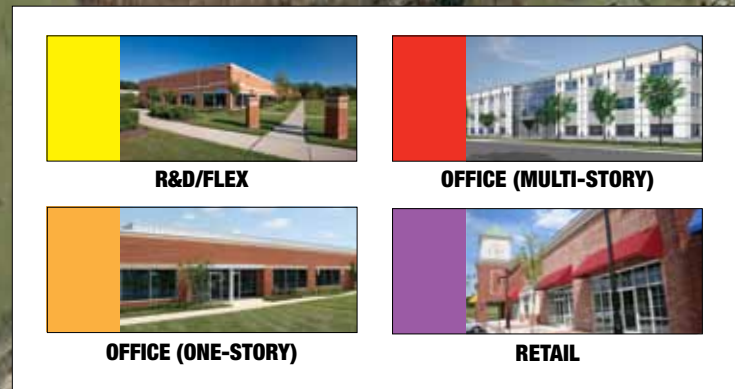 R&D/FLEX
OFFICE (MULTI-STORY)
OFFICE (ONE-STORY)
RETAIL